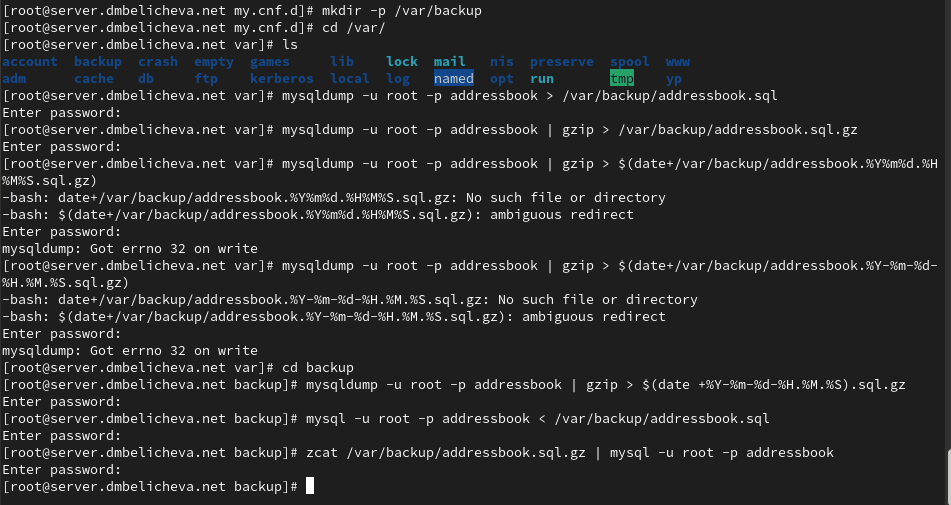 [root@server.dmbelicheva.net my.cnf.d]# mkdir -p /var/backup
[root@server.dmbelicheva.net my.cnf.d]# cd /var/
[root@server.dmbelicheva.net var]# ls
account  backup  crash  empty  games     lib    lock  mail   nis  preserve  spool  www
adm      cache   db     ftp    kerberos  local  log   named  opt  run       tmp    yp
[root@server.dmbelicheva.net var]# mysqldump -u root -p addressbook > /var/backup/addressbook.sql
Enter password:
[root@server.dmbelicheva.net var]# mysqldump -u root -p addressbook | gzip > /var/backup/addressbook.sql.gz
Enter password:
[root@server.dmbelicheva.net var]# mysqldump -u root -p addressbook | gzip > $(date+/var/backup/addressbook.%Y%m%d.%H
%M%S.sql.gz)
-bash: date+/var/backup/addressbook.%Y%m%d.%H%M%S.sql.gz: No such file or directory
-bash: $(date+/var/backup/addressbook.%Y%m%d.%H%M%S.sql.gz): ambiguous redirect
Enter password:
mysqldump: Got errno 32 on write
[root@server.dmbelicheva.net var]# mysqldump -u root -p addressbook | gzip > $(date+/var/backup/addressbook.%Y-%m-%d-
%H.%M.%S.sql.gz)
-bash: date+/var/backup/addressbook.%Y-%m-%d-%H.%M.%S.sql.gz: No such file or directory
-bash: $(date+/var/backup/addressbook.%Y-%m-%d-%H.%M.%S.sql.gz): ambiguous redirect
Enter password:
mysqldump: Got errno 32 on write
[root@server.dmbelicheva.net var]# cd backup
[root@server.dmbelicheva.net backup]# mysqldump -u root -p addressbook | gzip > $(date +%Y-%m-%d-%H.%M.%S).sql.gz
Enter password:
[root@server.dmbelicheva.net backup]# mysql -u root -p addressbook < /var/backup/addressbook.sql
Enter password:
[root@server.dmbelicheva.net backup]# zcat /var/backup/addressbook.sql.gz | mysql -u root -p addressbook
Enter password:
[root@server.dmbelicheva.net backup]#